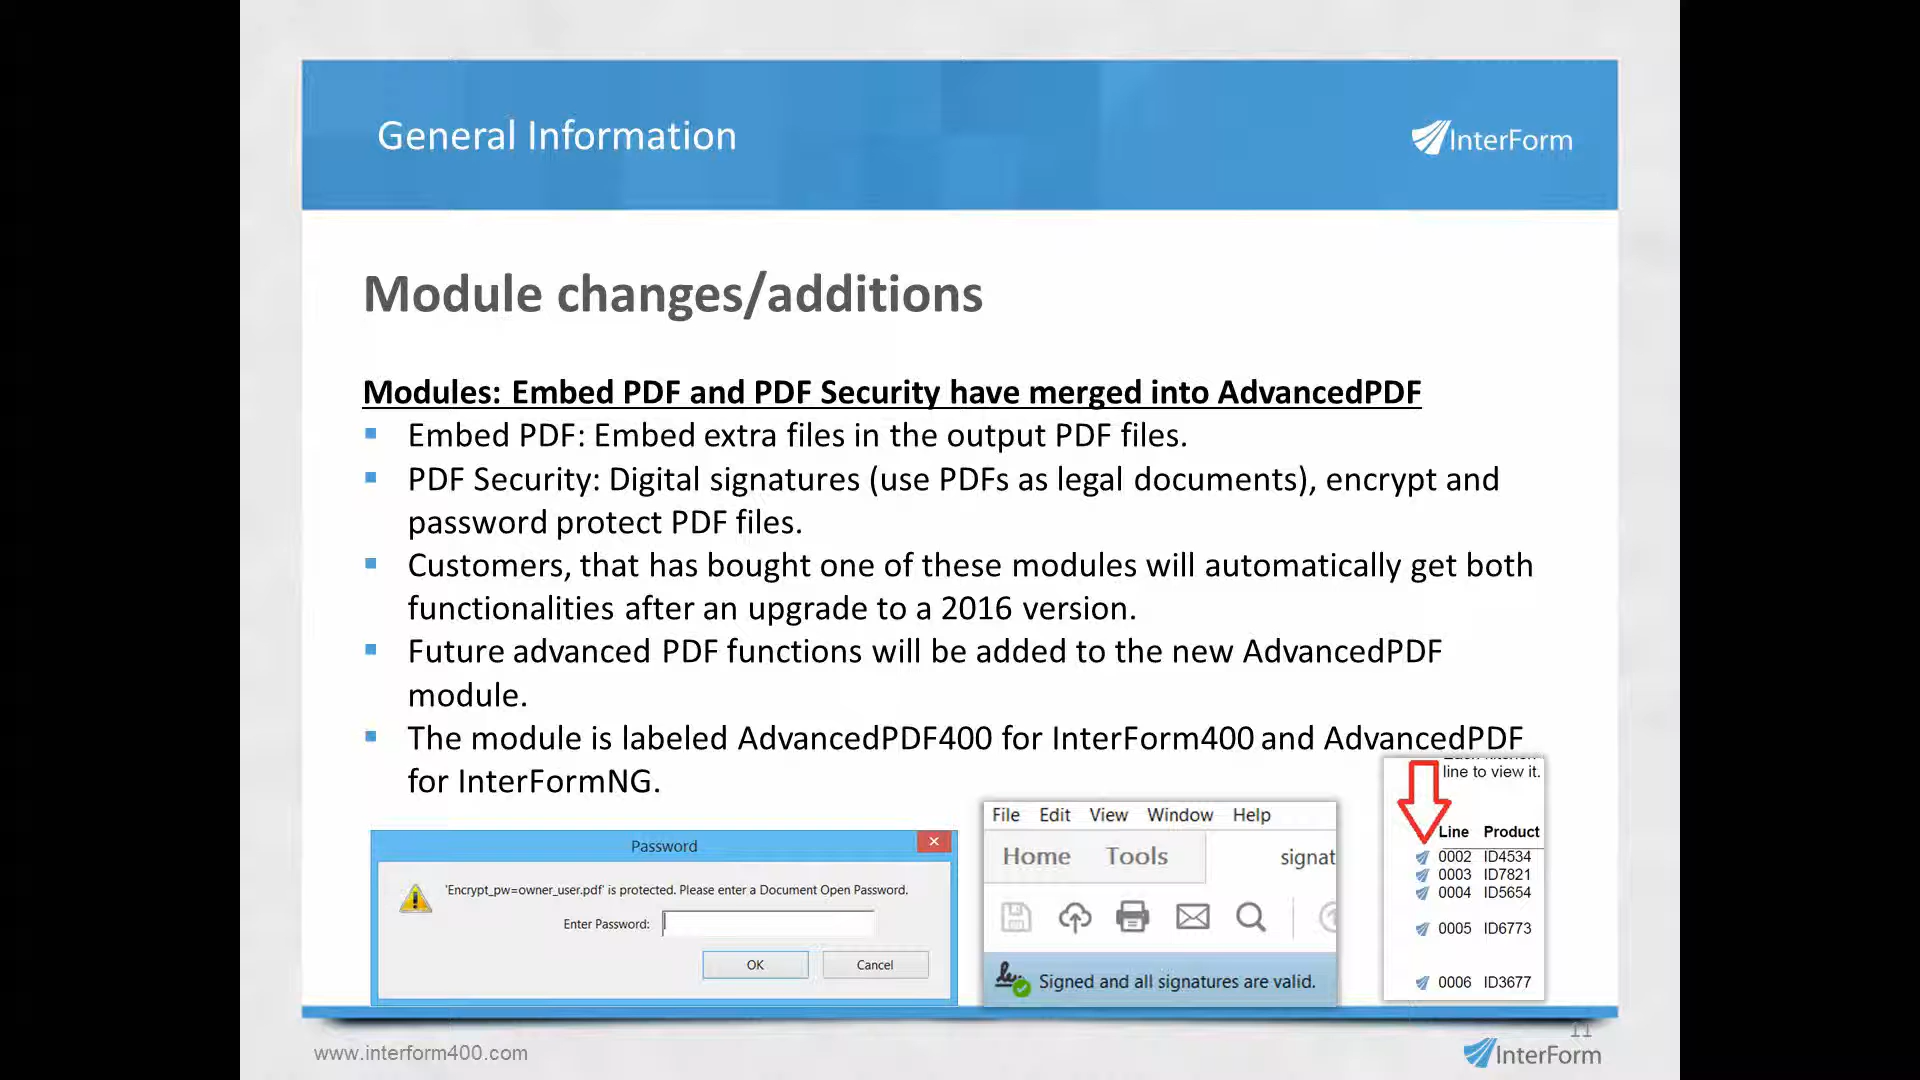 General Information
InterForm
Module changes/additions
Modules: Embed PDF and PDF Security have merged into AdvancedPDF
Embed PDF: Embed extra files in the output PDF files.
PDF Security: Digital signatures (use PDFs as legal documents), encrypt and
password protect PDF files.
Customers, that has bought one of these modules will automatically get both
functionalities after an upgrade to a 2016 version.
Future advanced PDF functions will be added to the new AdvancedPDF
module.
The module is labeled AdvancedPDF400 for InterForm400 and AdvancedPDF
for InterFormNG.
Password
'Encrypt_pw=owner_user.pdf' is protected. Please enter a Document Open Password.
Enter Password:
OK Cancel
File Edit View Window Help
Home Tools signat
Signed and all signatures are valid.
line to view it.
Line Product
0002 ID4534
0003 ID7821
0004 ID5654
0005 ID6773
0006 ID3677
11
www.interform400.com
InterForm